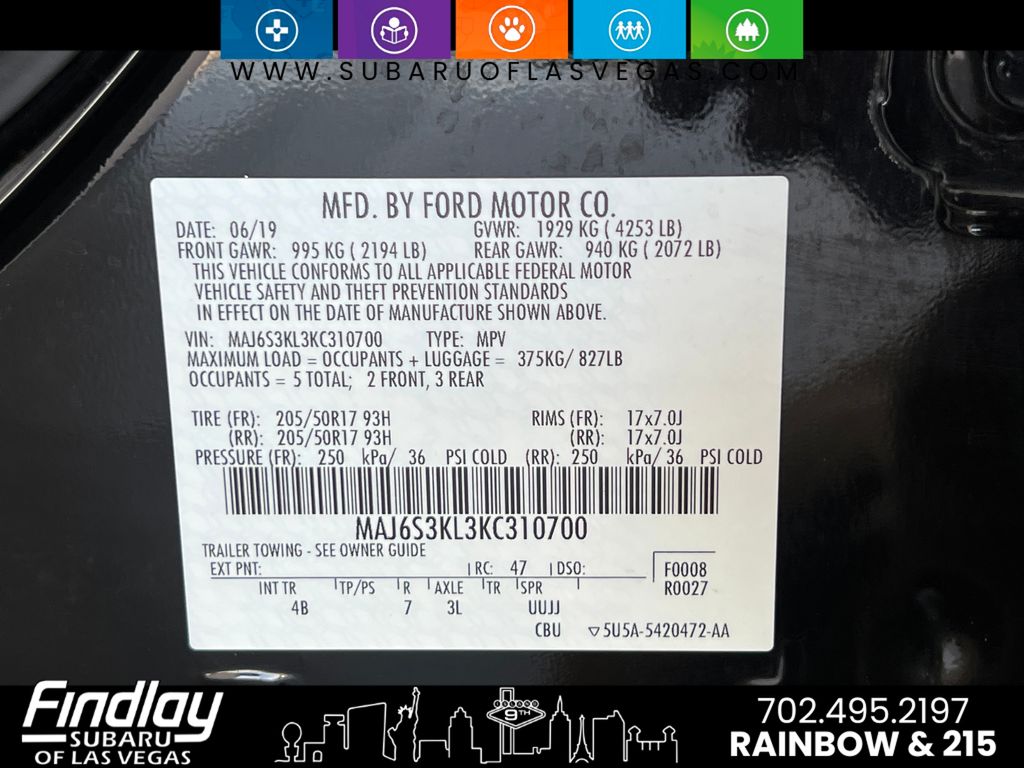 WWW.SUBARUOFLASVEGAS.COM
MFD. BY FORD MOTOR CO.
DATE: 06/19 GVWR: 1929 KG ( 4253 LB)
FRONT GAWR: 995 KG ( 2194 LB) REAR GAWR: 940 KG ( 2072 LB)
THIS VEHICLE CONFORMS TO ALL APPLICABLE FEDERAL MOTOR
VEHICLE SAFETY AND THEFT PREVENTION STANDARDS
IN EFFECT ON THE DATE OF MANUFACTURE SHOWN ABOVE.
VIN: MAJ6S3KL3KC310700 TYPE: MPV
MAXIMUM LOAD = OCCUPANTS + LUGGAGE = 375KG/ 827LB
OCCUPANTS = 5 TOTAL; 2 FRONT, 3 REAR
TIRE (FR): 205/50R17 93H RIMS (FR): 17x7.0J
(RR): 205/50R17 93H (RR): 17x7.0J
PRESSURE (FR): 250 kPa/ 36 PSI COLD (RR): 250 kPa/ 36 PSI COLD
MAJ6S3KL3KC310700
TRAILER TOWING - SEE OWNER GUIDE
EXT PNT: RC: 47 DSO: F0008
R0027
INT TR TP/PS R AXLE TR SPR
4B 7 3L UUJJ
CBU ▽5U5A-5420472-AA
Findlay
SUBARU
OF LAS VEGAS
9TH
702.495.2197
RAINBOW & 215